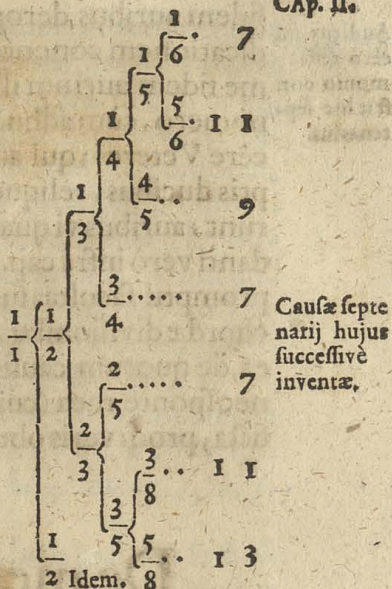 CAp. II.
1/6. 7
1/5
5/6. 1 1
1/4
4/5.. 9
1/3
3/4..... 7
Cauſæ ſepte
narij hujus
ſucceſſivè
inventæ.
1/1 1/2
2/5..... 7
2/3
3/8.. 1 1
3/5
5/8.. 1 3
1/2 Idem.